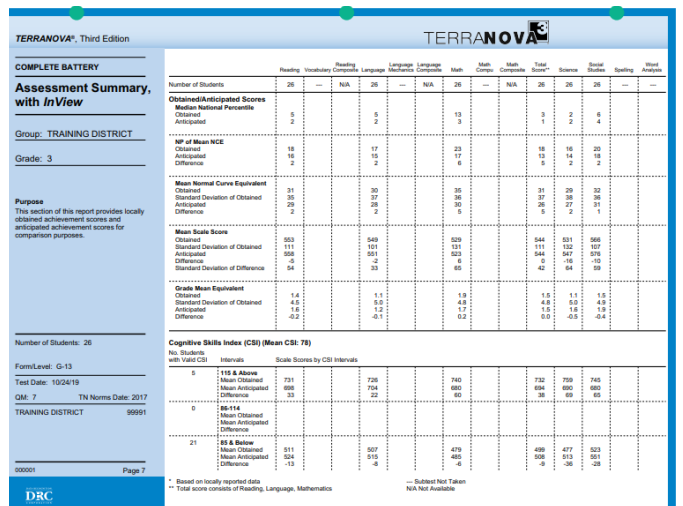 TERRANOVA®, Third Edition
TERRANOVA 3
COMPLETE BATTERY
Assessment Summary,
with InView
Group: TRAINING DISTRICT
Grade: 3
Purpose
This section of this report provides locally
obtained achievement scores and
anticipated achievement scores for
comparison purposes.
Number of Students: 26
Form/Level: G-13
Test Date: 10/24/19
QM: 7 TN Norms Date: 2017
TRAINING DISTRICT 99991
000001 Page 7
DRC
Reading Vocabulary Reading Composite Language Language Mechanics Language Composite Math Math Compu Math Composite Total Score** Science Social Studies Spelling Word Analysis
Number of Students 26 — N/A 26 — N/A 26 — N/A 26 26 26 — —
Obtained/Anticipated Scores
Median National Percentile
Obtained 5 5 13 3 2 6
Anticipated 2 2 3 1 2 4
NP of Mean NCE
Obtained 18 17 23 18 16 20
Anticipated 16 15 17 13 14 18
Difference 2 2 6 5 2 2
Mean Normal Curve Equivalent
Obtained 31 30 35 31 29 32
Standard Deviation of Obtained 35 37 36 37 38 36
Anticipated 29 28 30 26 27 31
Difference 2 2 5 5 2 1
Mean Scale Score
Obtained 553 549 529 544 531 566
Standard Deviation of Obtained 111 101 131 111 132 107
Anticipated 558 551 523 544 547 576
Difference -5 -2 6 0 -16 -10
Standard Deviation of Difference 54 33 65 42 64 59
Grade Mean Equivalent
Obtained 1.4 1.1 1.9 1.5 1.1 1.5
Standard Deviation of Obtained 4.5 5.0 4.8 4.8 5.0 4.9
Anticipated 1.6 1.2 1.7 1.5 1.6 1.9
Difference -0.2 -0.1 0.2 0.0 -0.5 -0.4
Cognitive Skills Index (CSI) (Mean CSI: 78)
No. Students
with Valid CSI Intervals Scale Scores by CSI Intervals
5 115 & Above
Mean Obtained 731 726 740 732 759 745
Mean Anticipated 698 704 680 694 690 680
Difference 33 22 60 38 69 65
0 86-114
Mean Obtained
Mean Anticipated
Difference
21 85 & Below
Mean Obtained 511 507 479 499 477 523
Mean Anticipated 524 515 485 508 513 551
Difference -13 -8 -6 -9 -36 -28
* Based on locally reported data — Subtest Not Taken
** Total score consists of Reading, Language, Mathematics N/A Not Available